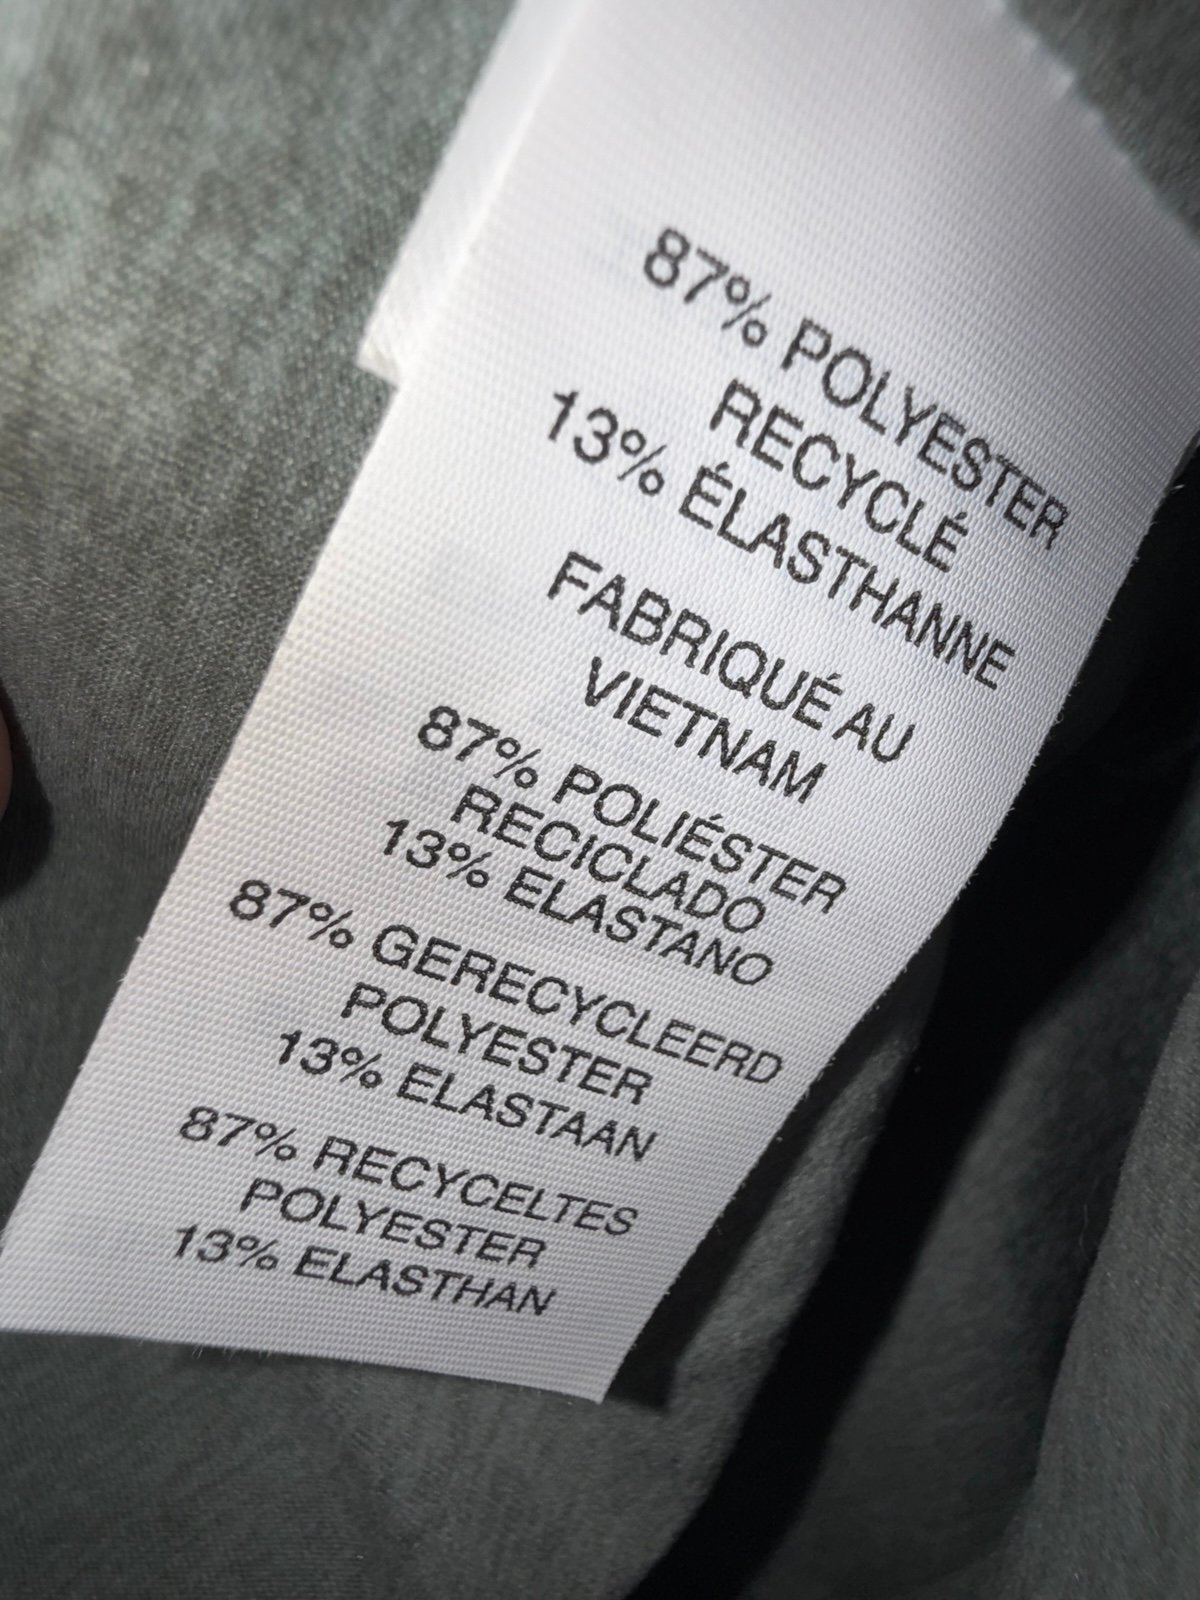 87% POLYESTER
RECYCLÉ
13% ÉLASTHANNE
FABRIQUÉ AU
VIETNAM
87% POLIÉSTER
RECICLADO
13% ELASTANO
87% GERECYCLEERD
POLYESTER
13% ELASTAAN
87% RECYCELTES
POLYESTER
13% ELASTHAN